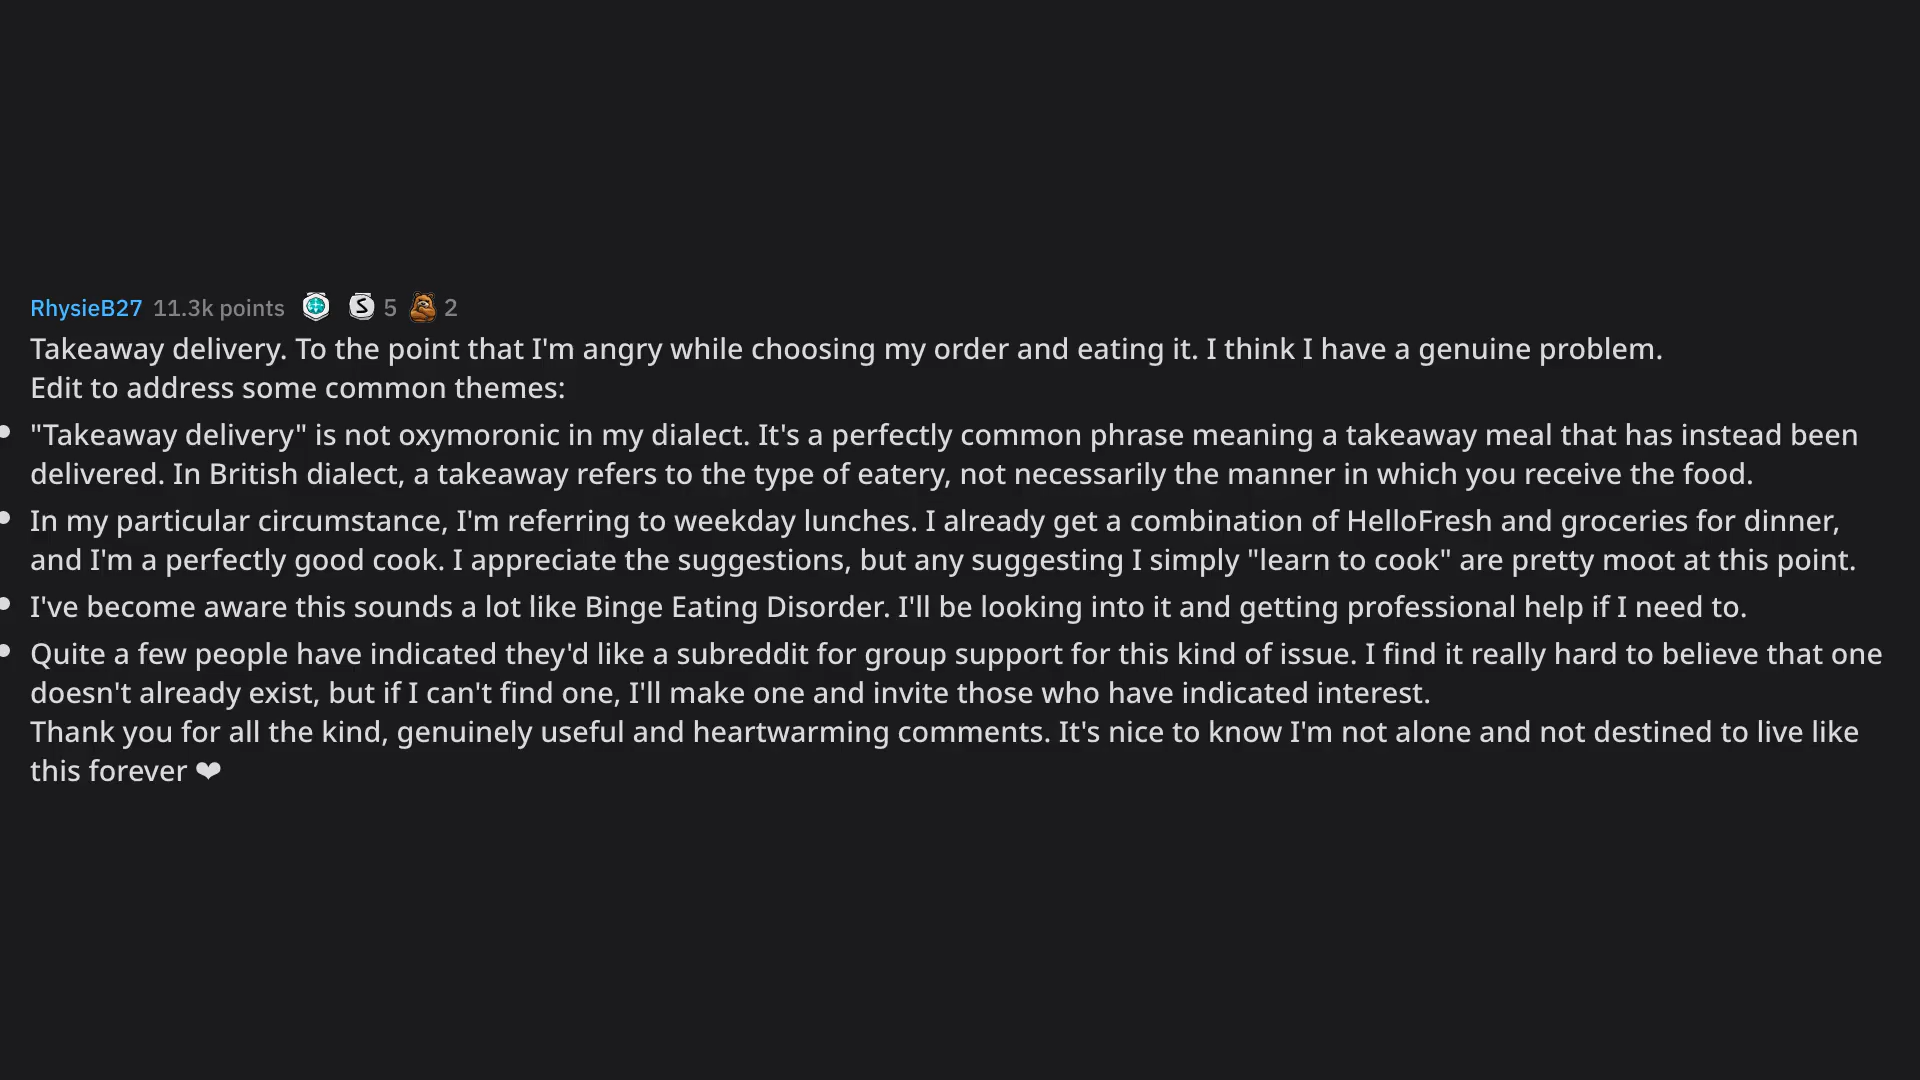 RhysieB27 11.3k points 5 2
Takeaway delivery. To the point that I'm angry while choosing my order and eating it. I think I have a genuine problem.
Edit to address some common themes:
"Takeaway delivery" is not oxymoronic in my dialect. It's a perfectly common phrase meaning a takeaway meal that has instead been
delivered. In British dialect, a takeaway refers to the type of eatery, not necessarily the manner in which you receive the food.
In my particular circumstance, I'm referring to weekday lunches. I already get a combination of HelloFresh and groceries for dinner,
and I'm a perfectly good cook. I appreciate the suggestions, but any suggesting I simply "learn to cook" are pretty moot at this point.
I've become aware this sounds a lot like Binge Eating Disorder. I'll be looking into it and getting professional help if I need to.
Quite a few people have indicated they'd like a subreddit for group support for this kind of issue. I find it really hard to believe that one
doesn't already exist, but if I can't find one, I'll make one and invite those who have indicated interest.
Thank you for all the kind, genuinely useful and heartwarming comments. It's nice to know I'm not alone and not destined to live like
this forever ❤